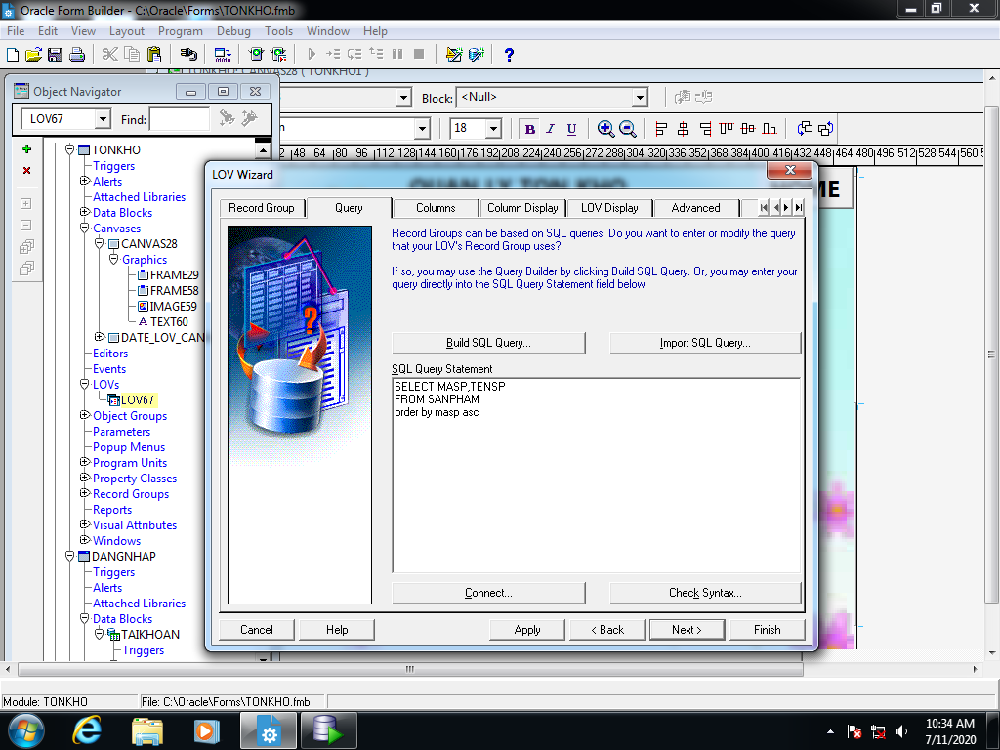 Oracle Form Builder - C:\Oracle\Forms\TONKHO.fmb
File Edit View Layout Program Debug Tools Window Help
TONKHO: CANVAS28 ( TONKHO1 )
Object Navigator
Block: <Null>
LOV67 Find:
18 B I U
TONKHO
Triggers
Alerts
Attached Libraries
Data Blocks
Canvases
CANVAS28
Graphics
FRAME29
FRAME58
IMAGE59
A TEXT60
DATE_LOV_CAN
Editors
Events
LOVs
LOV67
Object Groups
Parameters
Popup Menus
Program Units
Property Classes
Record Groups
Reports
Visual Attributes
Windows
DANGNHAP
Triggers
Alerts
Attached Libraries
Data Blocks
TAIKHOAN
Triggers
48 64 80 96 112 128 144 160 176 192 208 224 240 256 272 288 304 320 336 352 368 384 400 416 432 448 464 480 496 512 528 544 560
QUAN LY TON KHO
LOV Wizard
Record Group Query Columns Column Display LOV Display Advanced
Record Groups can be based on SQL queries. Do you want to enter or modify the query
that your LOV's Record Group uses?
If so, you may use the Query Builder by clicking Build SQL Query. Or, you may enter your
query directly into the SQL Query Statement field below.
Build SQL Query... Import SQL Query...
SQL Query Statement
SELECT MASP,TENSP
FROM SANPHAM
order by masp asc
Connect... Check Syntax...
Cancel Help Apply < Back Next > Finish
Module: TONKHO File: C:\Oracle\Forms\TONKHO.fmb
10:34 AM
7/11/2020